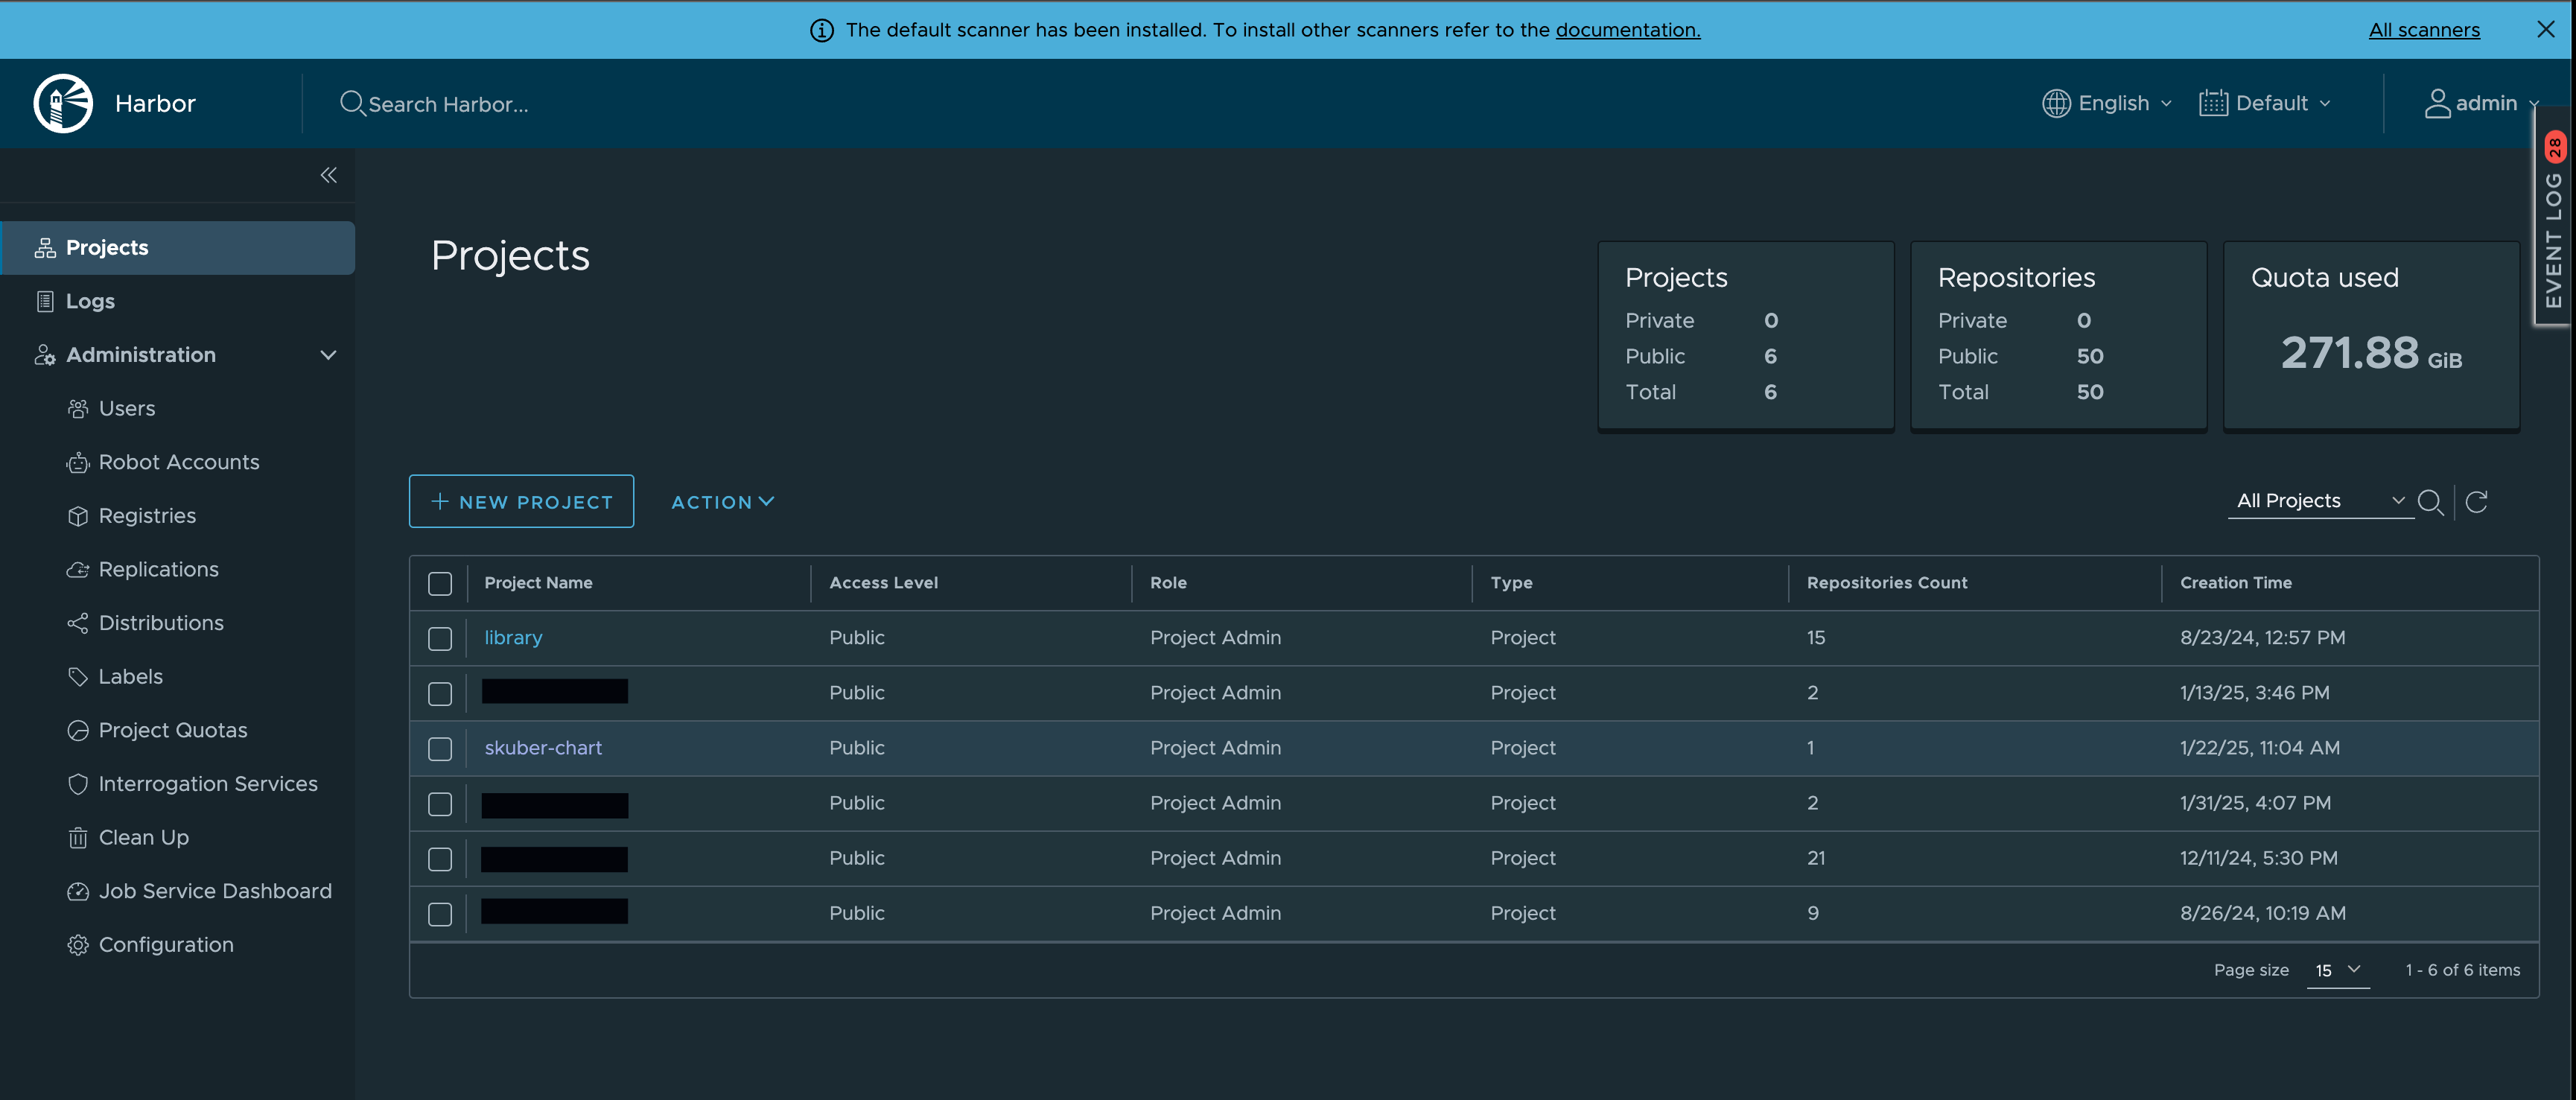 The default scanner has been installed. To install other scanners refer to the documentation.
All scanners
Harbor
Search Harbor...
English
Default
admin
EVENT LOG 28
Projects
Logs
Administration
Users
Robot Accounts
Registries
Replications
Distributions
Labels
Project Quotas
Interrogation Services
Clean Up
Job Service Dashboard
Configuration
Projects
Projects
Private 0
Public 6
Total 6
Repositories
Private 0
Public 50
Total 50
Quota used
271.88 GiB
+ NEW PROJECT
ACTION
All Projects
Project Name Access Level Role Type Repositories Count Creation Time
library Public Project Admin Project 15 8/23/24, 12:57 PM
Public Project Admin Project 2 1/13/25, 3:46 PM
skuber-chart Public Project Admin Project 1 1/22/25, 11:04 AM
Public Project Admin Project 2 1/31/25, 4:07 PM
Public Project Admin Project 21 12/11/24, 5:30 PM
Public Project Admin Project 9 8/26/24, 10:19 AM
Page size 15 1 - 6 of 6 items